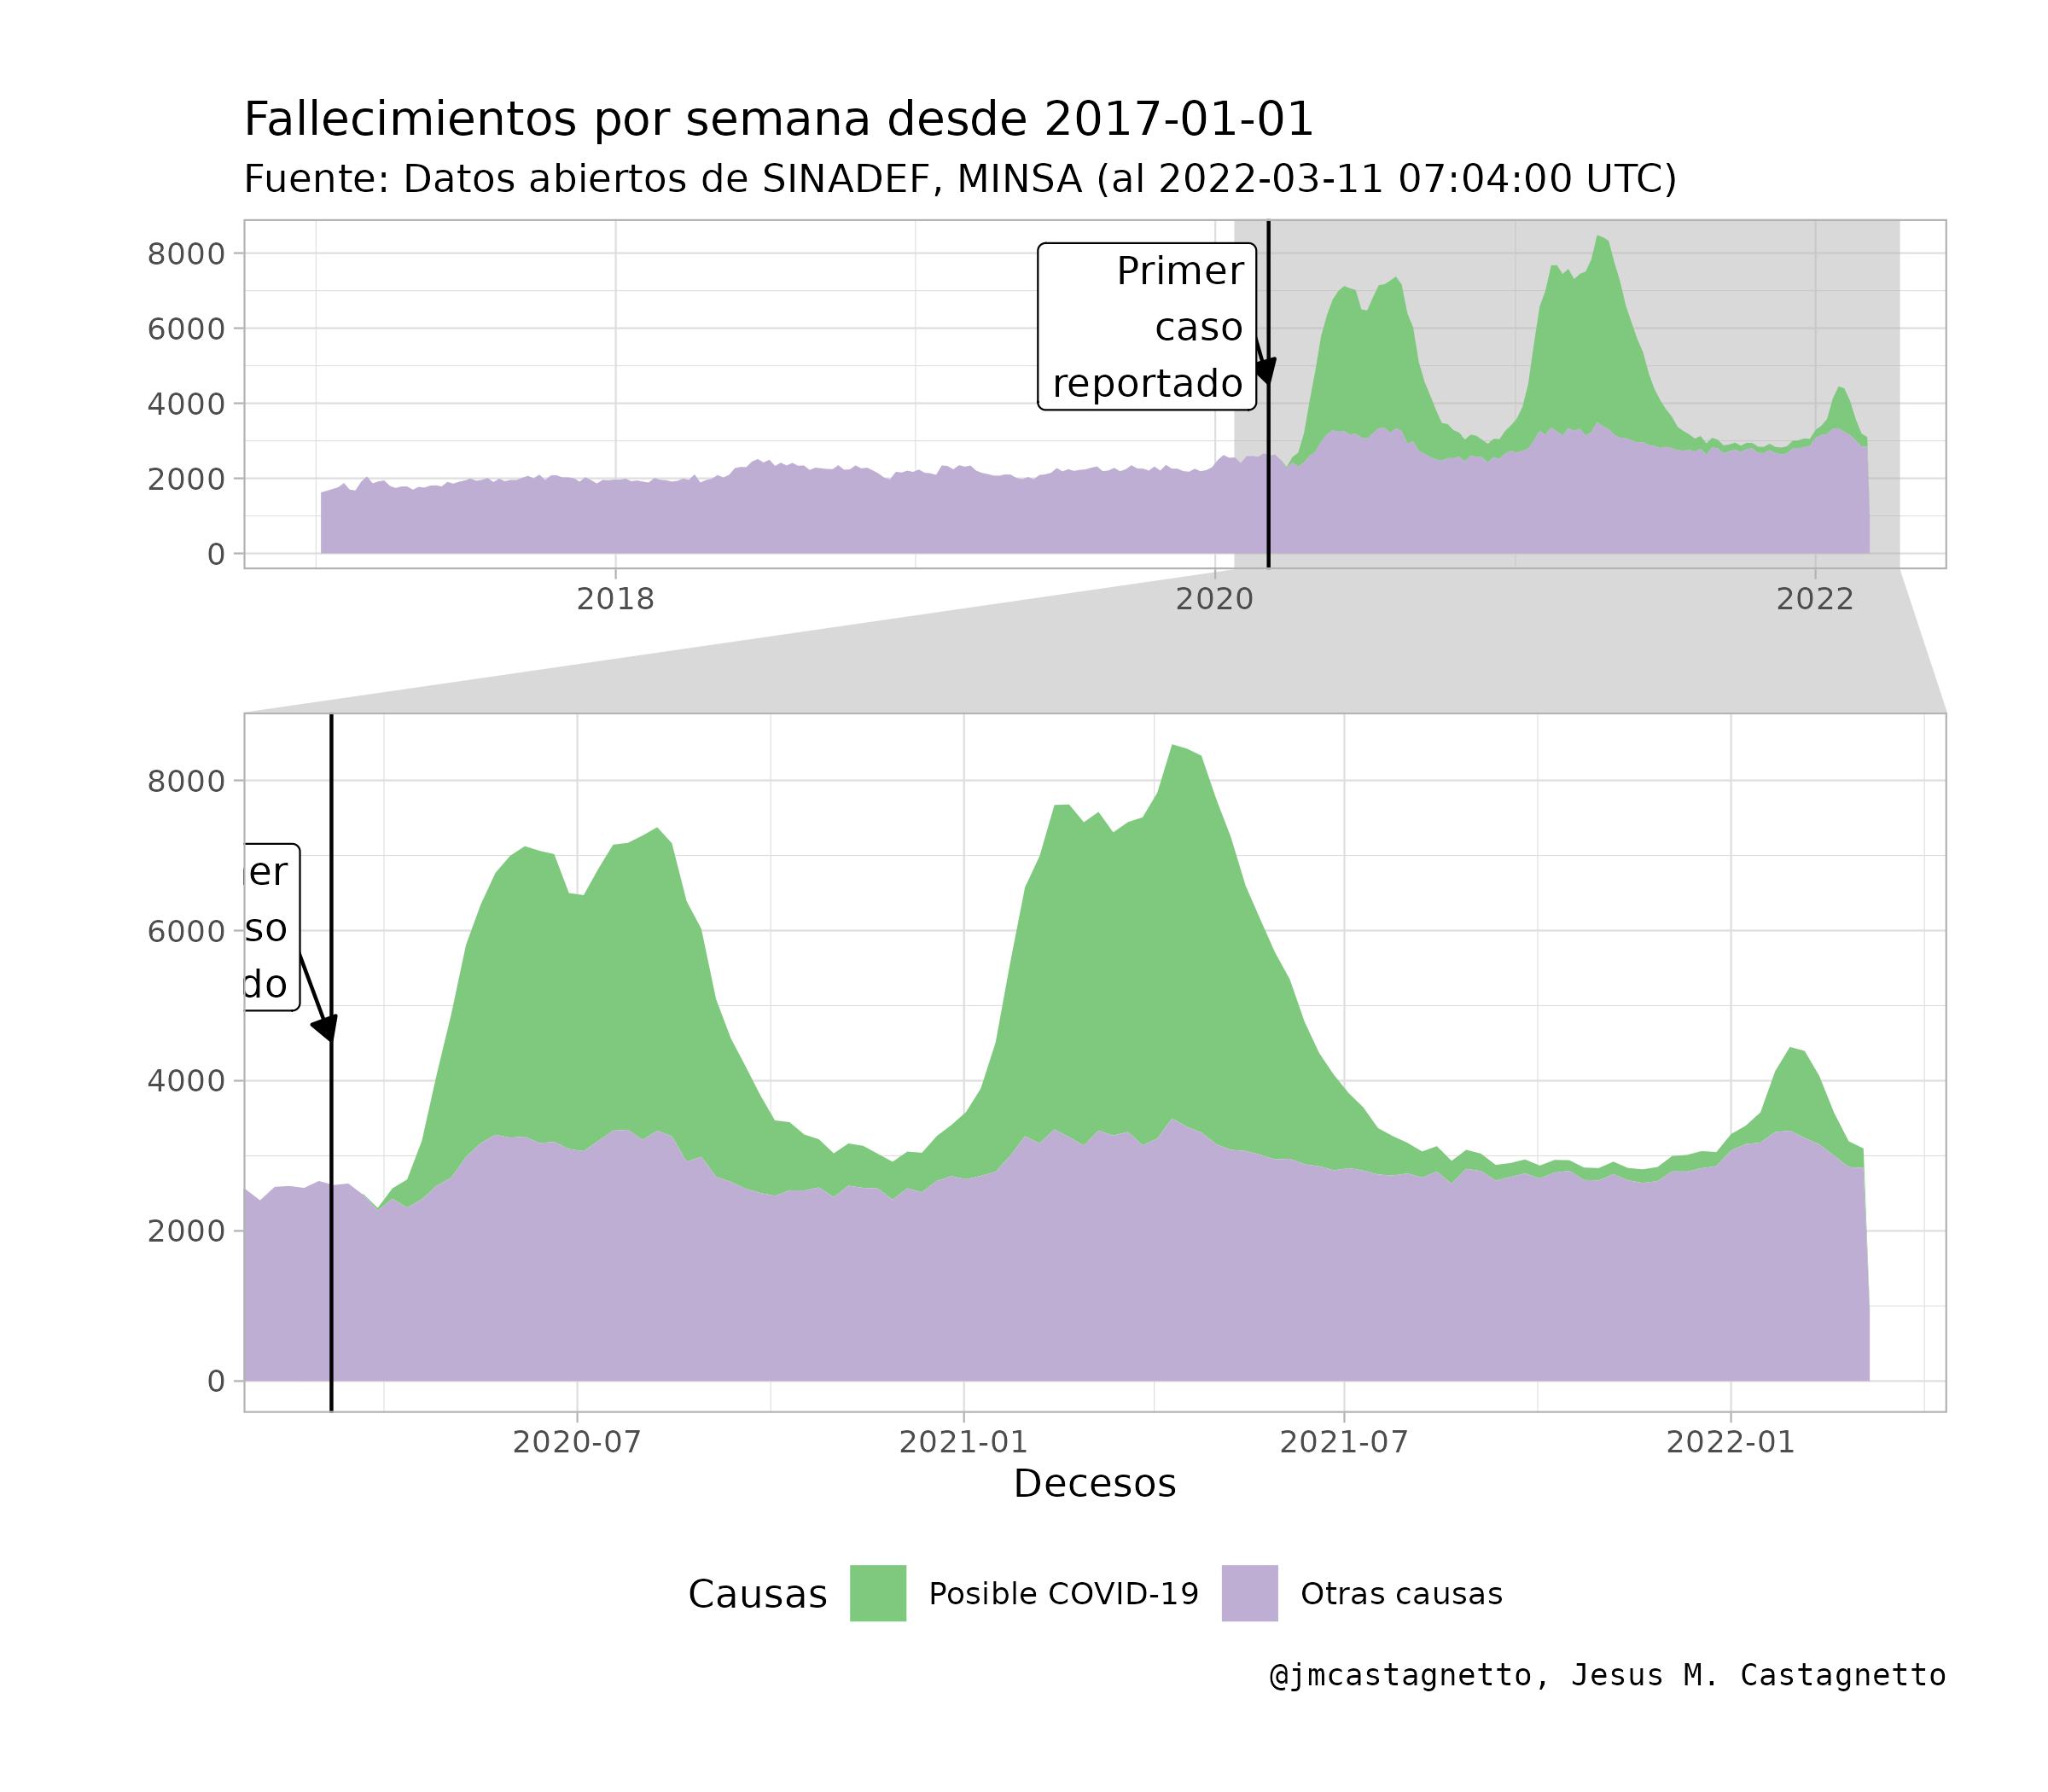 Fallecimientos por semana desde 2017-01-01
Fuente: Datos abiertos de SINADEF, MINSA (al 2022-03-11 07:04:00 UTC)
8000
6000
4000
2000
0
Primer
caso
reportado
2018
2020
2022
8000
6000
4000
2000
0
er
so
do
2020-07
2021-01
2021-07
2022-01
Decesos
Causas
Posible COVID-19
Otras causas
@jmcastagnetto, Jesus M. Castagnetto